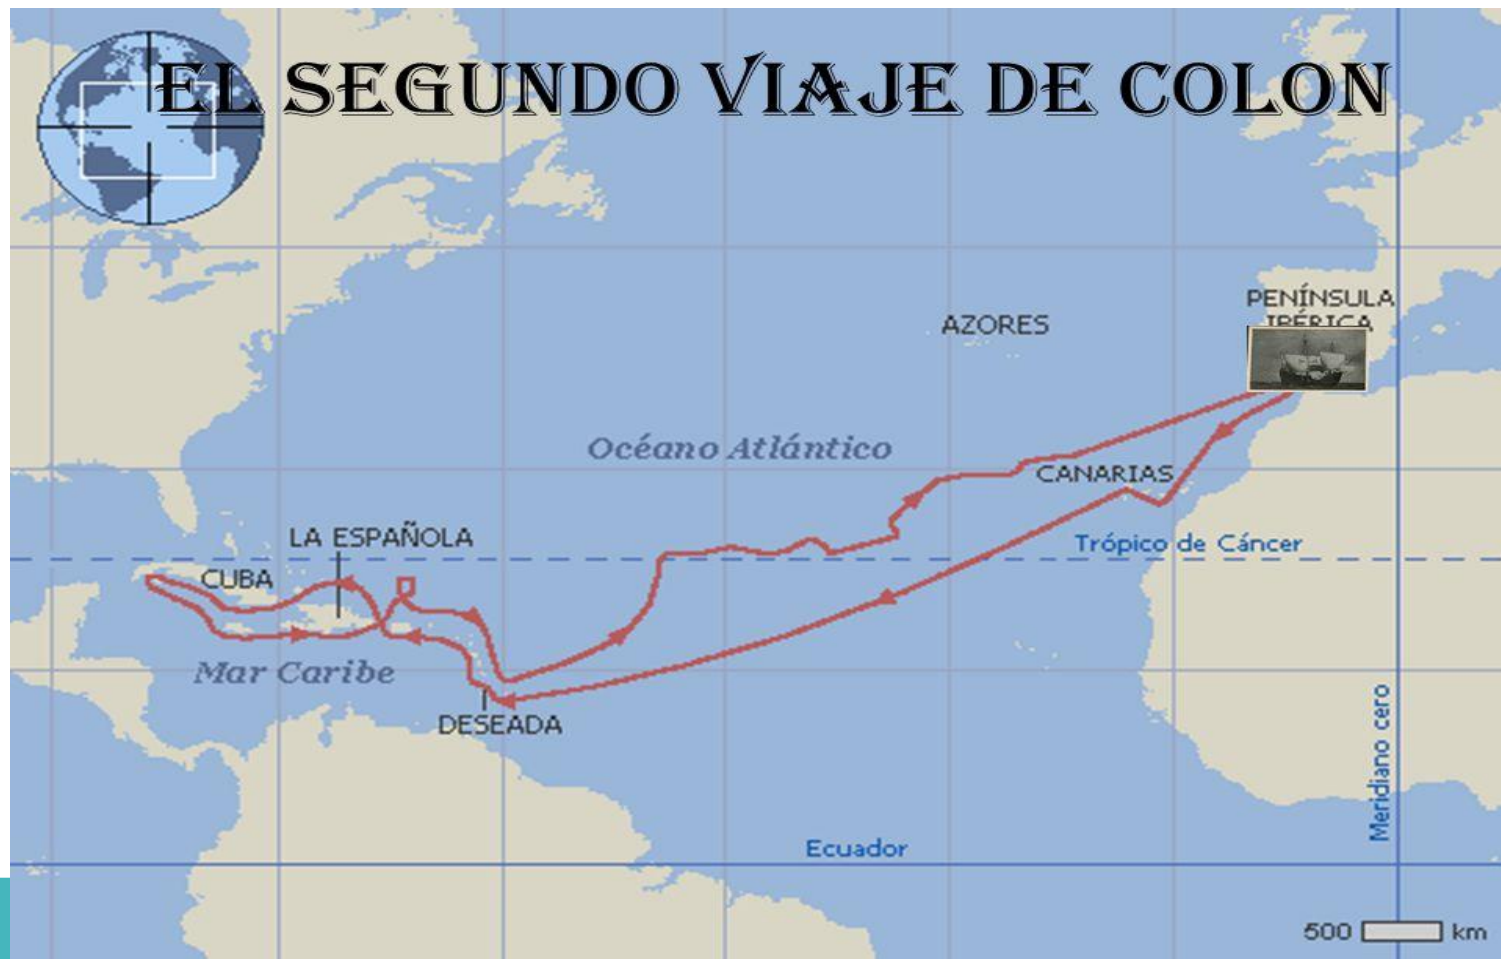 EL SEGUNDO VIAJE DE COLON
PENÍNSULA
IBÉRICA
AZORES
Océano Atlántico
CANARIAS
LA ESPAÑOLA
Trópico de Cáncer
CUBA
Mar Caribe
DESEADA
Meridiano cero
Ecuador
500 km